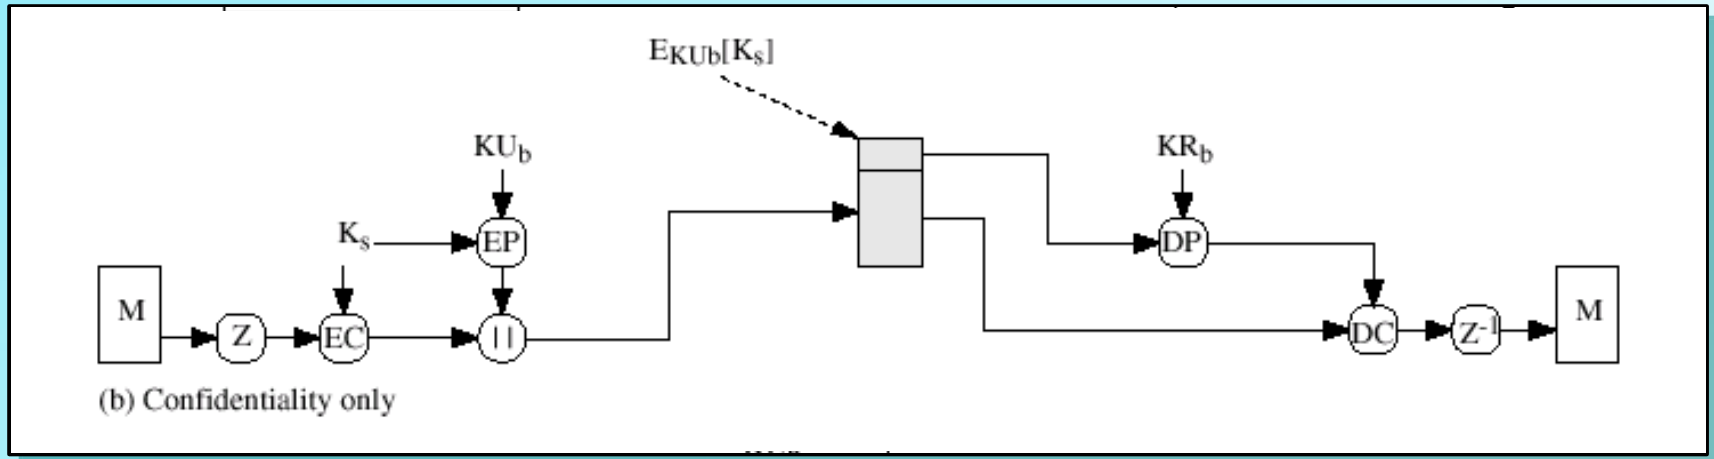 E_KUb[K_s]
KU_b
KR_b
K_s
EP
DP
M
Z
EC
||
DC
Z^-1
M
(b) Confidentiality only